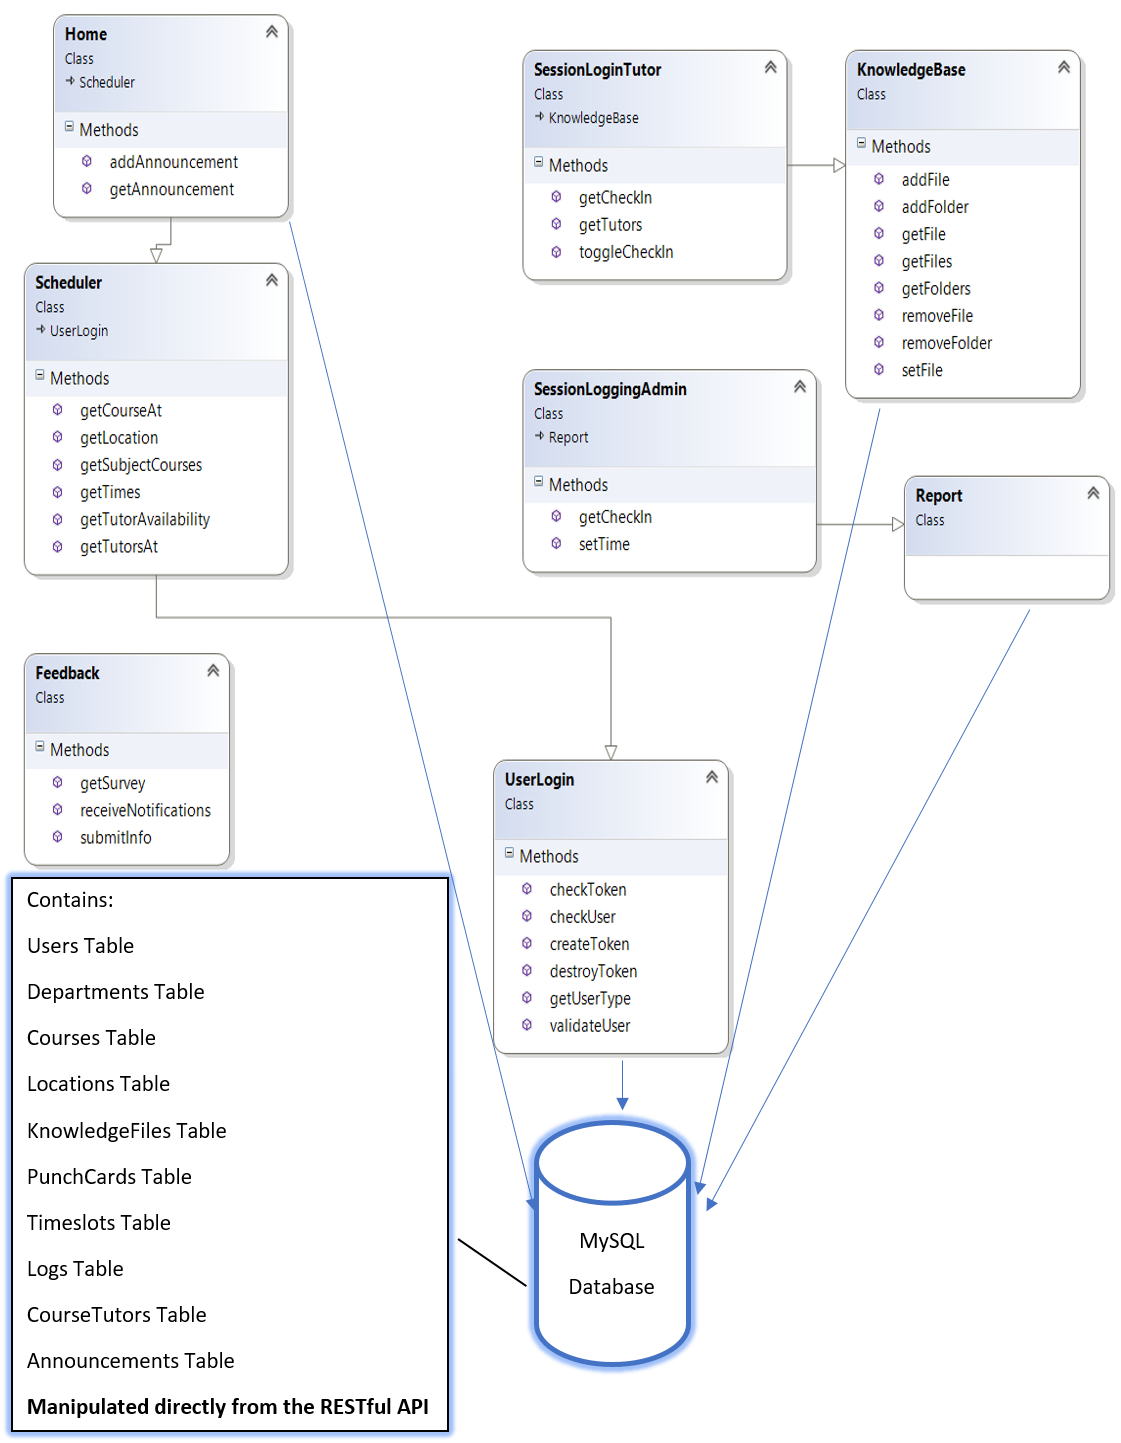 Home
Class
Scheduler
Methods
addAnnouncement
getAnnouncement
SessionLoginTutor
Class
KnowledgeBase
Methods
getCheckIn
getTutors
toggleCheckIn
KnowledgeBase
Class
Methods
addFile
addFolder
getFile
getFiles
getFolders
removeFile
removeFolder
setFile
Scheduler
Class
UserLogin
Methods
getCourseAt
getLocation
getSubjectCourses
getTimes
getTutorAvailability
getTutorsAt
SessionLoggingAdmin
Class
Report
Methods
getCheckIn
setTime
Report
Class
Feedback
Class
Methods
getSurvey
receiveNotifications
submitInfo
UserLogin
Class
Methods
checkToken
checkUser
createToken
destroyToken
getUserType
validateUser
Contains:
Users Table
Departments Table
Courses Table
Locations Table
KnowledgeFiles Table
PunchCards Table
Timeslots Table
Logs Table
CourseTutors Table
Announcements Table
Manipulated directly from the RESTful API
MySQL
Database